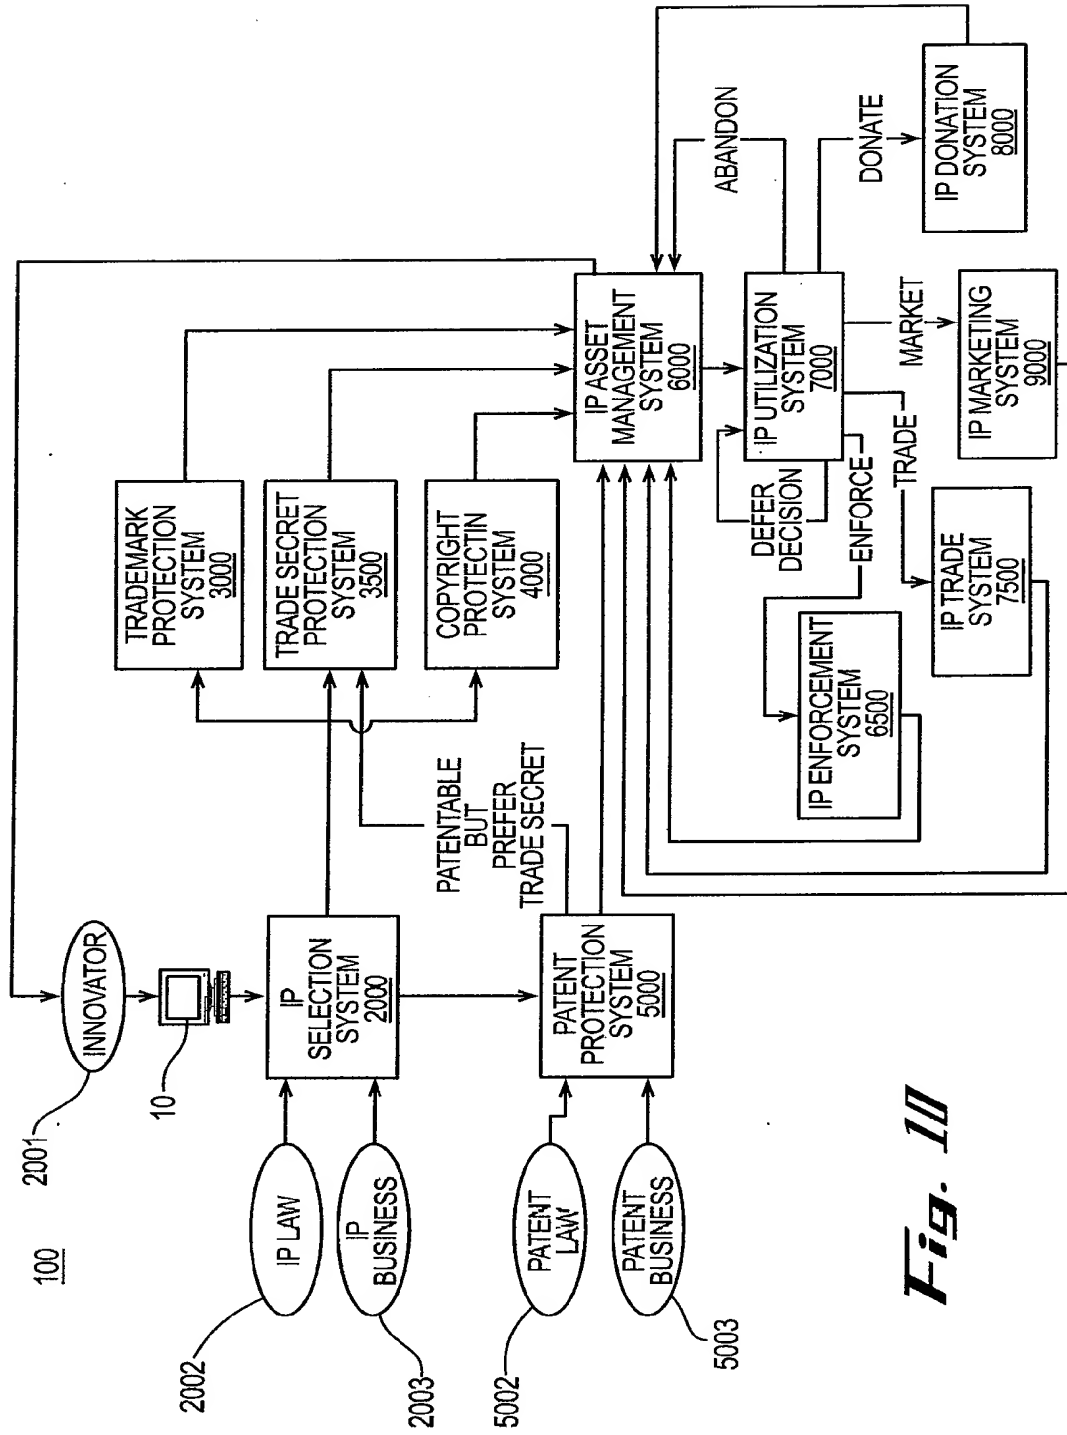 100
2001
INNOVATOR
10
2002
IP LAW
2003
IP
BUSINESS
IP
SELECTION
SYSTEM
2000
TRADEMARK
PROTECTION
SYSTEM
3000
TRADE SECRET
PROTECTION
SYSTEM
3500
COPYRIGHT
PROTECTIN
SYSTEM
4000
PATENTABLE
BUT
PREFER
TRADE SECRET
5002
PATENT
LAW
5003
PATENT
BUSINESS
PATENT
PROTECTION
SYSTEM
5000
IP ASSET
MANAGEMENT
SYSTEM
6000
ABANDON
IP UTILIZATION
SYSTEM
7000
DEFER
DECISION
ENFORCE
TRADE
MARKET
DONATE
IP ENFORCEMENT
SYSTEM
6500
IP TRADE
SYSTEM
7500
IP MARKETING
SYSTEM
9000
IP DONATION
SYSTEM
8000
Fig. 10